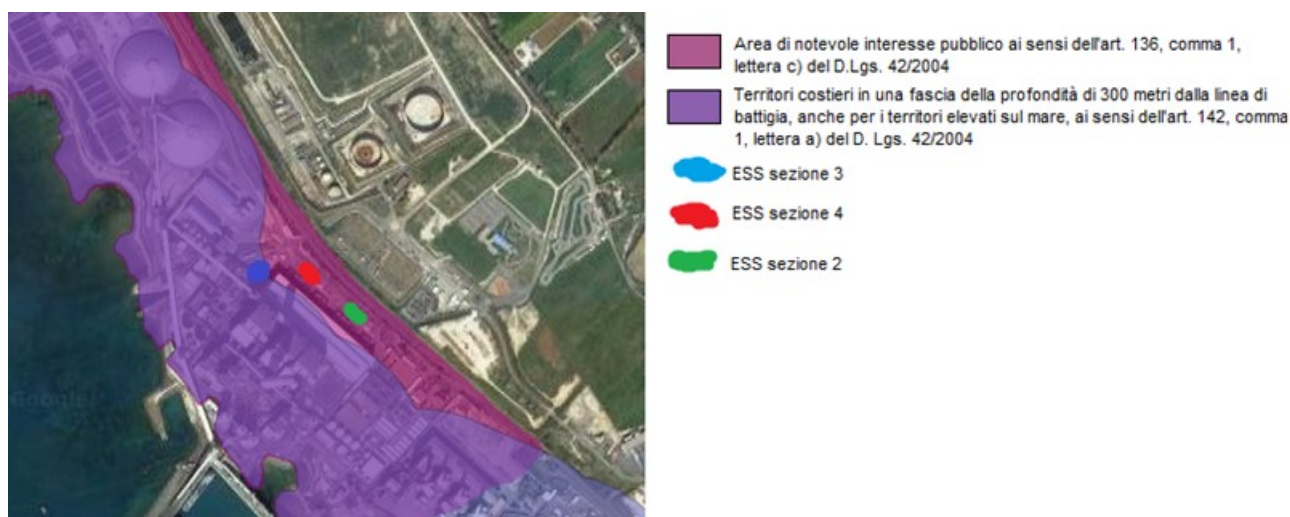 Area di notevole interesse pubblico ai sensi dell'art. 136, comma 1,
lettera c) del D.Lgs. 42/2004
Territori costieri in una fascia della profondità di 300 metri dalla linea di
battigia, anche per i territori elevati sul mare, ai sensi dell'art. 142, comma
1, lettera a) del D. Lgs. 42/2004
ESS sezione 3
ESS sezione 4
ESS sezione 2
Google